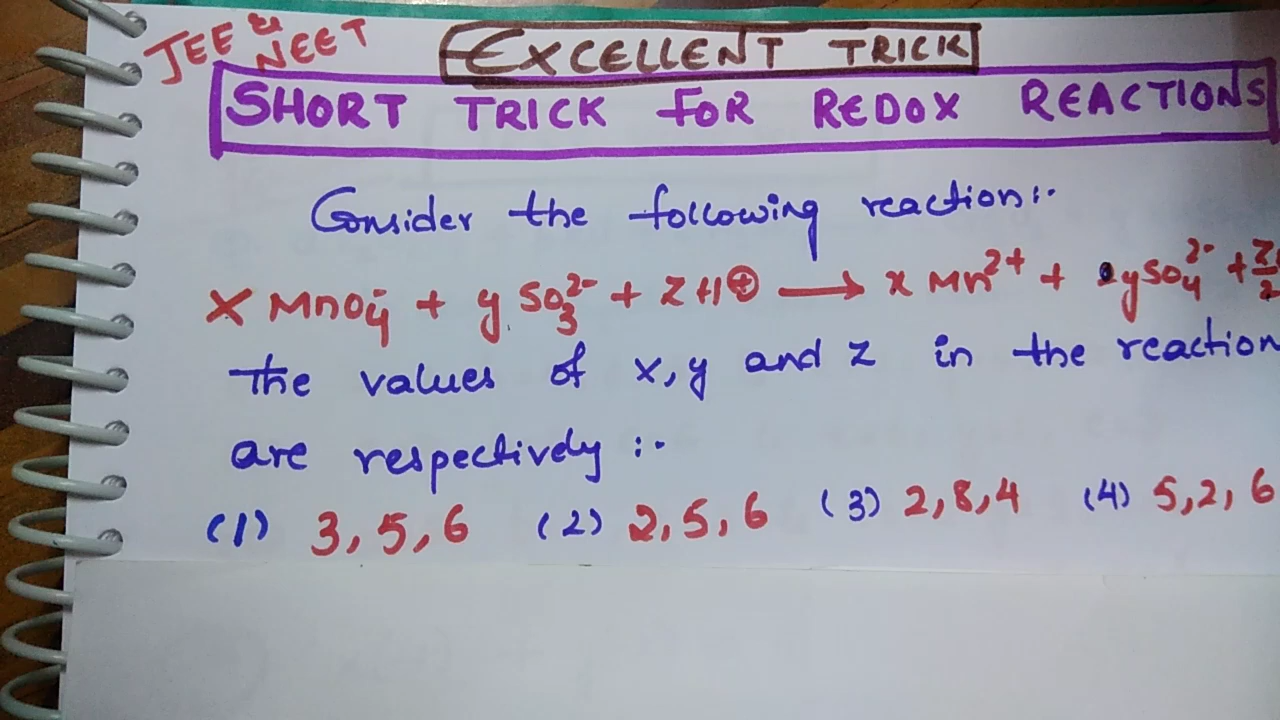 JEE & NEET
EXCELLENT TRICK
SHORT TRICK FOR REDOX REACTIONS
Consider the following reaction:-
x MnO₄⁻ + y SO₃²⁻ + z H⊕ → x Mn²⁺ + y SO₄²⁻ + z/2
The values of x, y and z in the reaction
are respectively :-
(1) 3, 5, 6 (2) 2, 5, 6 (3) 2, 8, 4 (4) 5, 2, 6